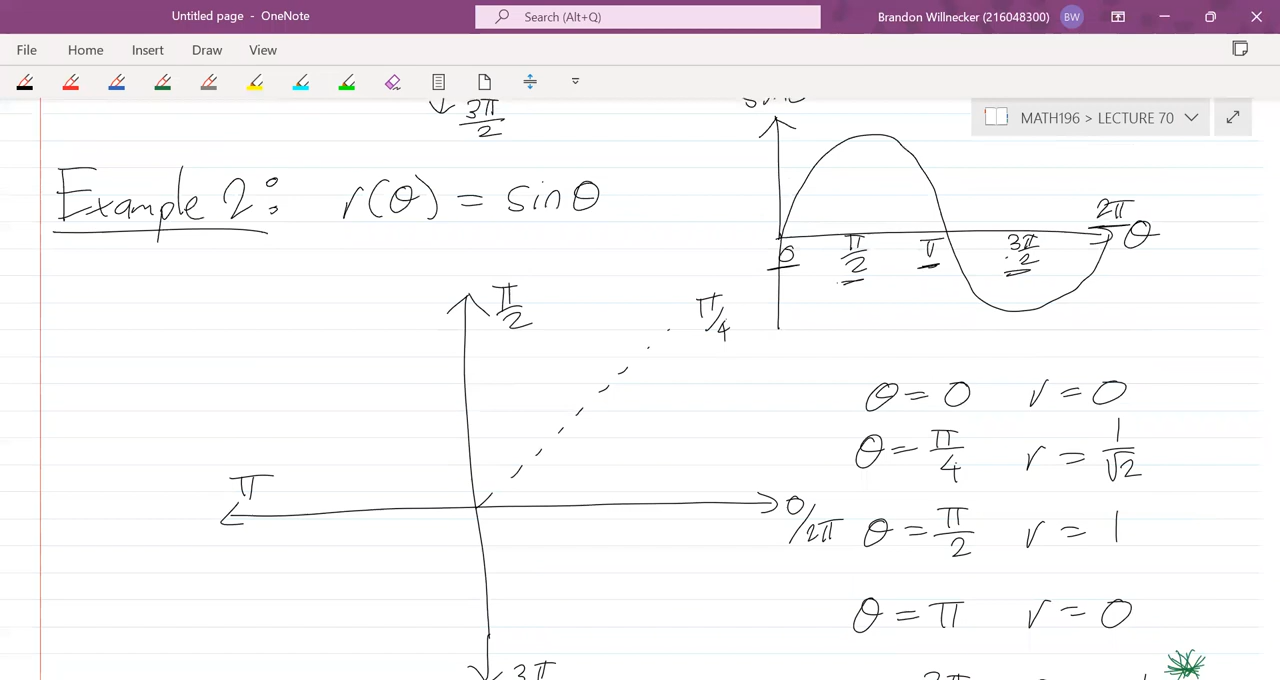 Untitled page - OneNote
Search (Alt+Q)
Brandon Willnecker (216048300)
BW
File Home Insert Draw View
MATH196 > LECTURE 70
3π/2
Example 2: r(θ) = sinθ
0 π/2 π 3π/2 2π θ
π/2
π/4
π
0/2π
θ = 0 r = 0
θ = π/4 r = 1/√2
θ = π/2 r = 1
θ = π r = 0
3π